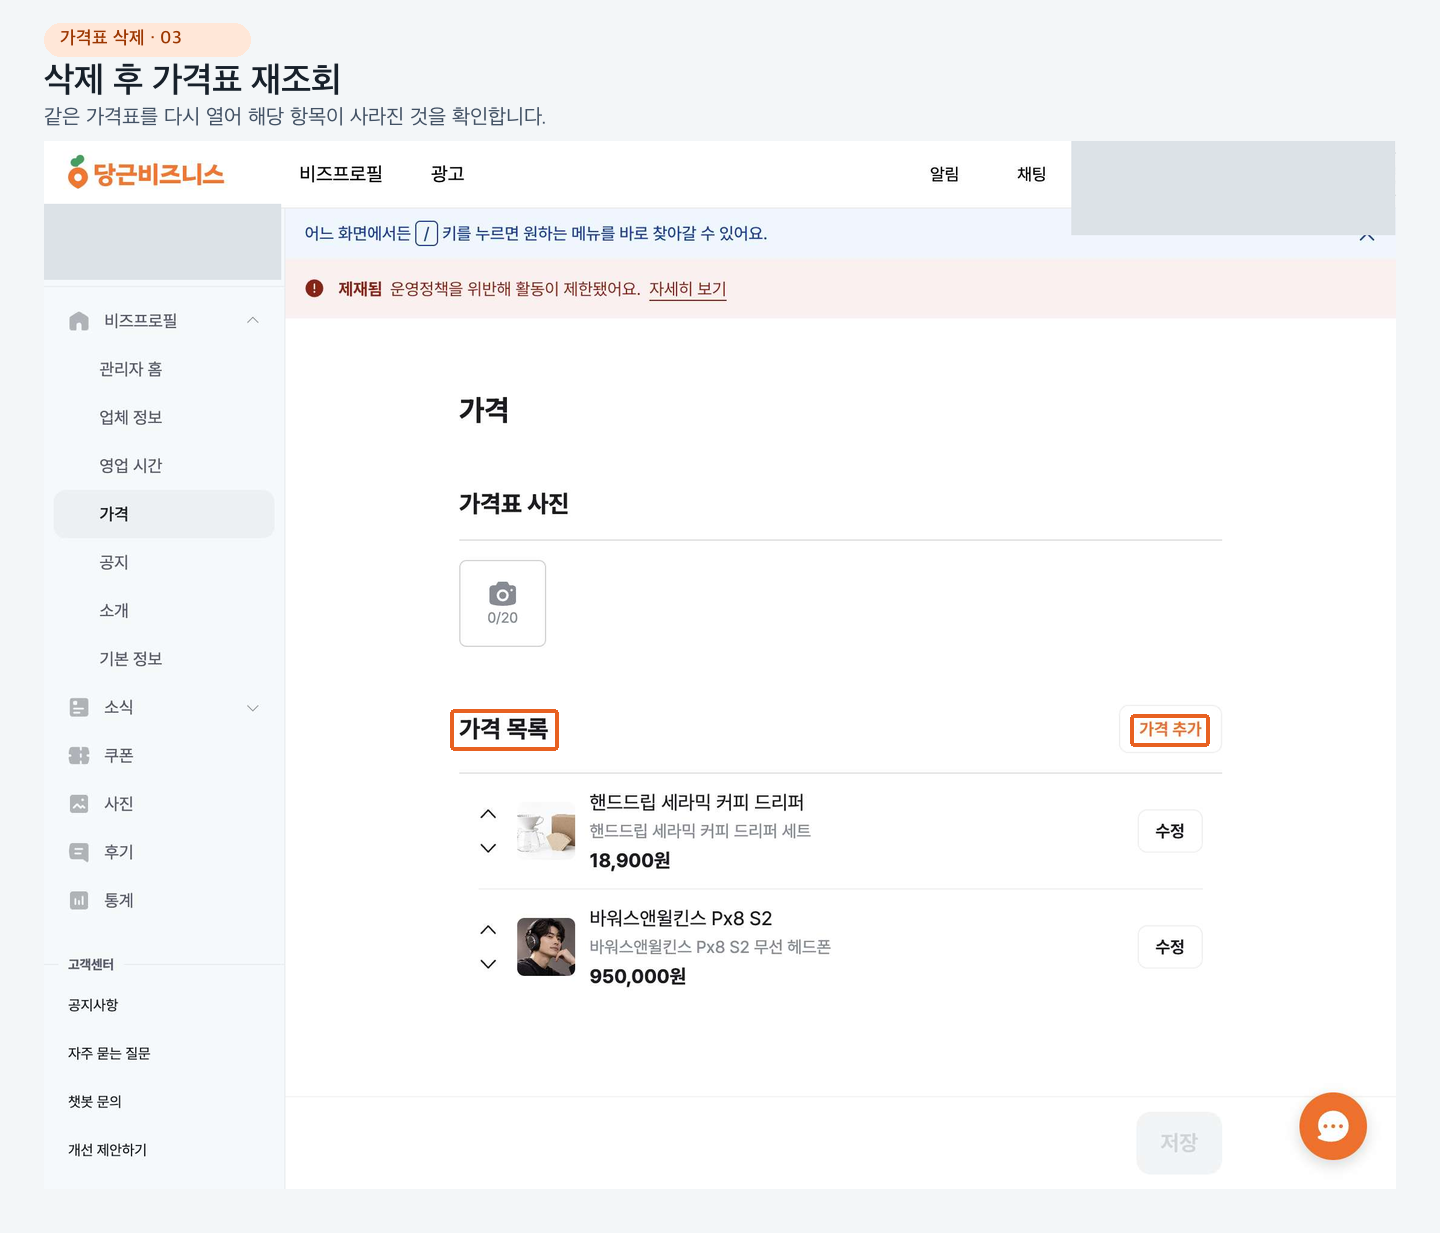 가격표 삭제 · 03
삭제 후 가격표 재조회
같은 가격표를 다시 열어 해당 항목이 사라진 것을 확인합니다.
당근비즈니스
비즈프로필
광고
알림
채팅
어느 화면에서든 / 키를 누르면 원하는 메뉴를 바로 찾아갈 수 있어요.
제재됨 운영정책을 위반해 활동이 제한됐어요. 자세히 보기
비즈프로필
관리자 홈
업체 정보
영업 시간
가격
공지
소개
기본 정보
소식
쿠폰
사진
후기
통계
고객센터
공지사항
자주 묻는 질문
챗봇 문의
개선 제안하기
가격
가격표 사진
0/20
가격 목록
가격 추가
핸드드립 세라믹 커피 드리퍼
핸드드립 세라믹 커피 드리퍼 세트
18,900원
수정
바워스앤윌킨스 Px8 S2
바워스앤윌킨스 Px8 S2 무선 헤드폰
950,000원
수정
저장